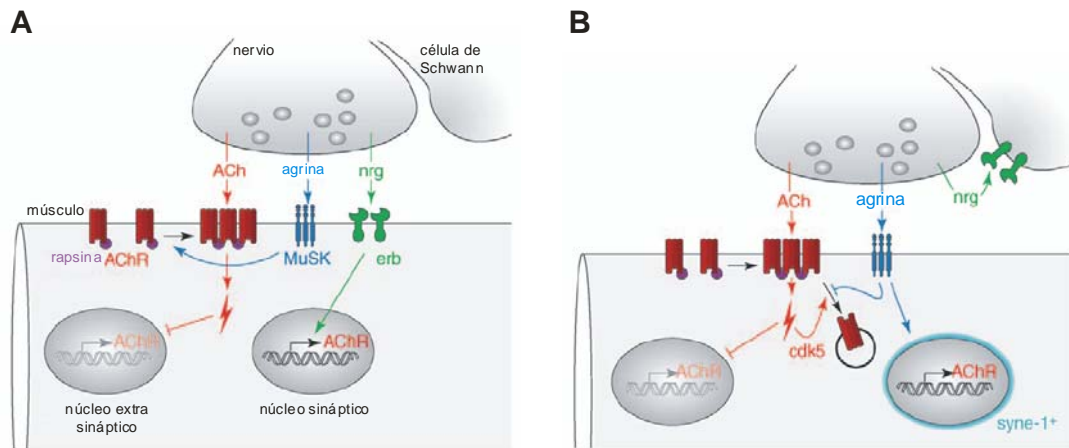 A
nervio
célula de
Schwann
ACh
agrina
nrg
músculo
rapsina
AChR
MuSK
erb
AChR
AChR
núcleo extra
sináptico
núcleo sináptico
B
ACh
agrina
nrg
cdk5
AChR
AChR
syne-1+